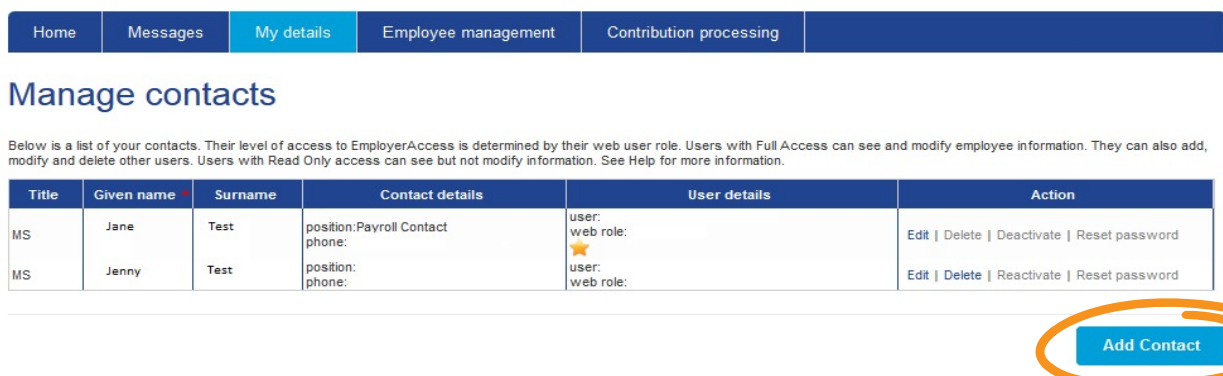 Home Messages My details Employee management Contribution processing
Manage contacts
Below is a list of your contacts. Their level of access to EmployerAccess is determined by their web user role. Users with Full Access can see and modify employee information. They can also add,
modify and delete other users. Users with Read Only access can see but not modify information. See Help for more information.
Title Given name * Surname Contact details User details Action
MS Jane Test position:Payroll Contact user: Edit | Delete | Deactivate | Reset password
phone: web role:
MS Jenny Test position: user: Edit | Delete | Reactivate | Reset password
phone: web role:
Add Contact